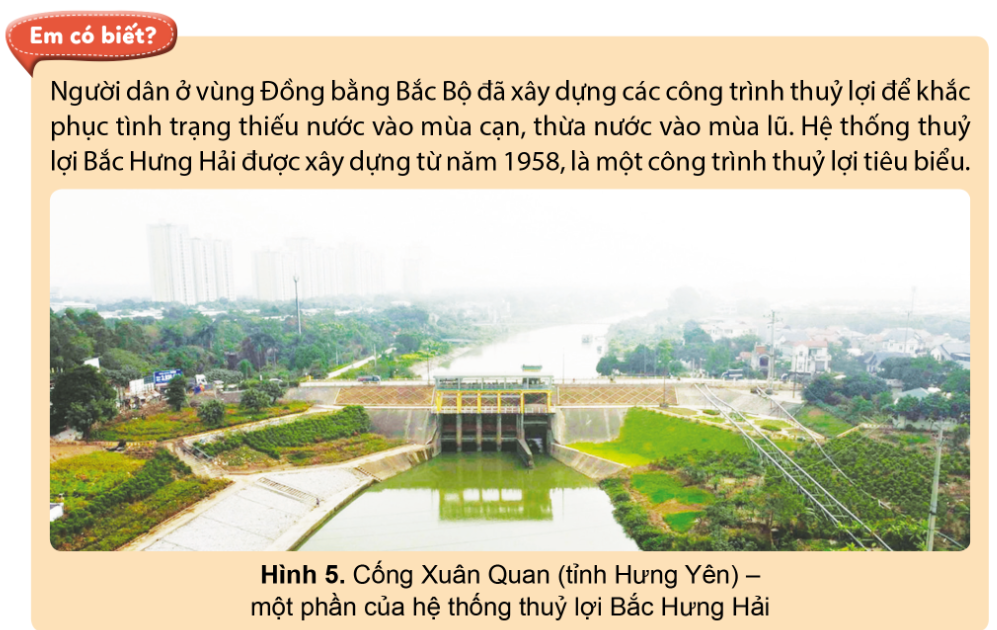 Em có biết?
Người dân ở vùng Đồng bằng Bắc Bộ đã xây dựng các công trình thuỷ lợi để khắc
phục tình trạng thiếu nước vào mùa cạn, thừa nước vào mùa lũ. Hệ thống thuỷ
lợi Bắc Hưng Hải được xây dựng từ năm 1958, là một công trình thuỷ lợi tiêu biểu.
Hình 5. Cống Xuân Quan (tỉnh Hưng Yên) –
một phần của hệ thống thuỷ lợi Bắc Hưng Hải